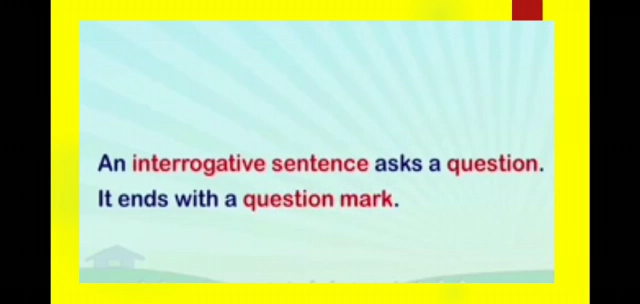 An interrogative sentence asks a question.
It ends with a question mark.